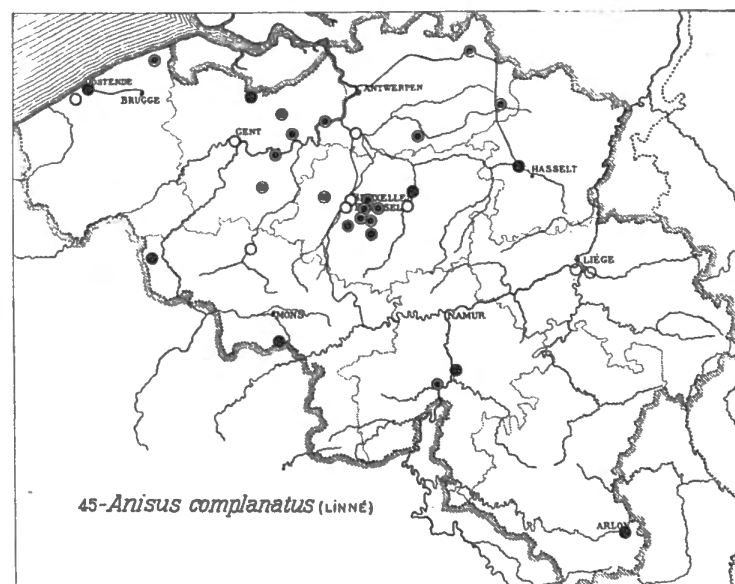 OSTENDE
BRUGGE
ANTWERPEN
GENT
HASSELT
LIÉGE
MONS
NAMUR
ARLON
45-Anisus complanatus (LINNÉ)